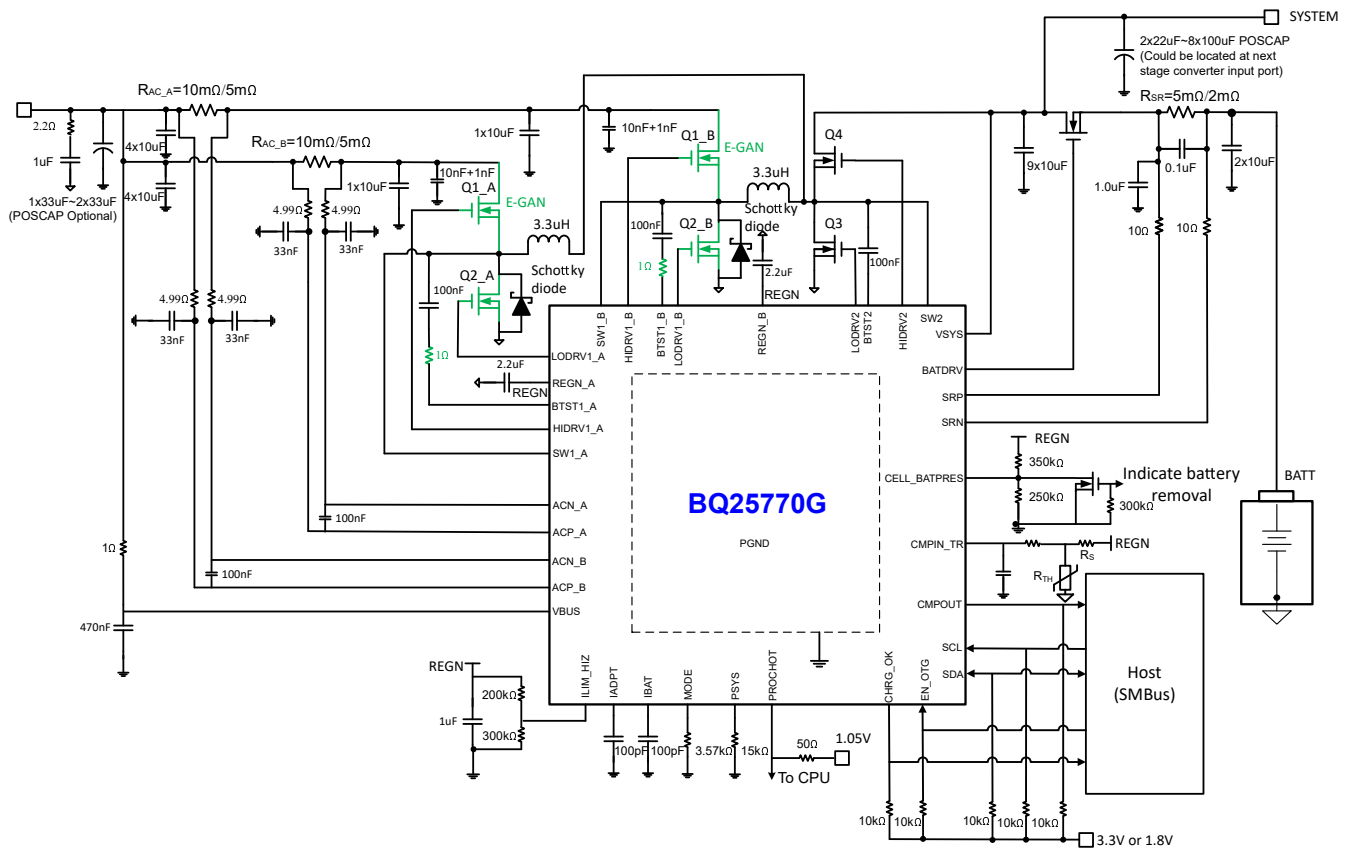 SYSTEM
2x22uF~8x100uF POSCAP
(Could be located at next
stage converter input port)
RAC_A=10mΩ/5mΩ
RSR=5mΩ/2mΩ
2.2Ω
1uF
4x10uF
RAC_B=10mΩ/5mΩ
1x10uF
10nF+1nF
Q1_B
E-GAN
Q4
9x10uF
0.1uF
2x10uF
1x33uF~2x33uF
(POSCAP Optional)
4x10uF
1x10uF
10nF+1nF
Q1_A
E-GAN
3.3uH
1.0uF
4.99Ω
4.99Ω
33nF
33nF
3.3uH
100nF
Q2_B
Schottky
diode
Q3
10Ω
10Ω
1Ω
2.2uF
100nF
REGN
Q2_A
Schottky
diode
100nF
4.99Ω
4.99Ω
33nF
33nF
1Ω
2.2uF
REGN
SW1_B
HIDRV1_B
BTST1_B
LODRV1_B
REGN_B
LODRV2
BTST2
HIDRV2
SW2
VSYS
BATDRV
SRP
SRN
LODRV1_A
REGN_A
BTST1_A
HIDRV1_A
SW1_A
ACN_A
100nF
ACP_A
1Ω
ACN_B
100nF
ACP_B
VBUS
470nF
BQ25770G
PGND
REGN
350kΩ
CELL_BATPRES
250kΩ
300kΩ
Indicate battery
removal
BATT
CMPIN_TR
RS
REGN
RTH
CMPOUT
SCL
SDA
Host
(SMBus)
REGN
200kΩ
1uF
300kΩ
ILIM_HIZ
IADPT
IBAT
MODE
PSYS
PROCHOT
CHRG_OK
EN_OTG
100pF
100pF
3.57kΩ
15kΩ
50Ω
1.05V
To CPU
10kΩ
10kΩ
10kΩ
10kΩ
10kΩ
3.3V or 1.8V